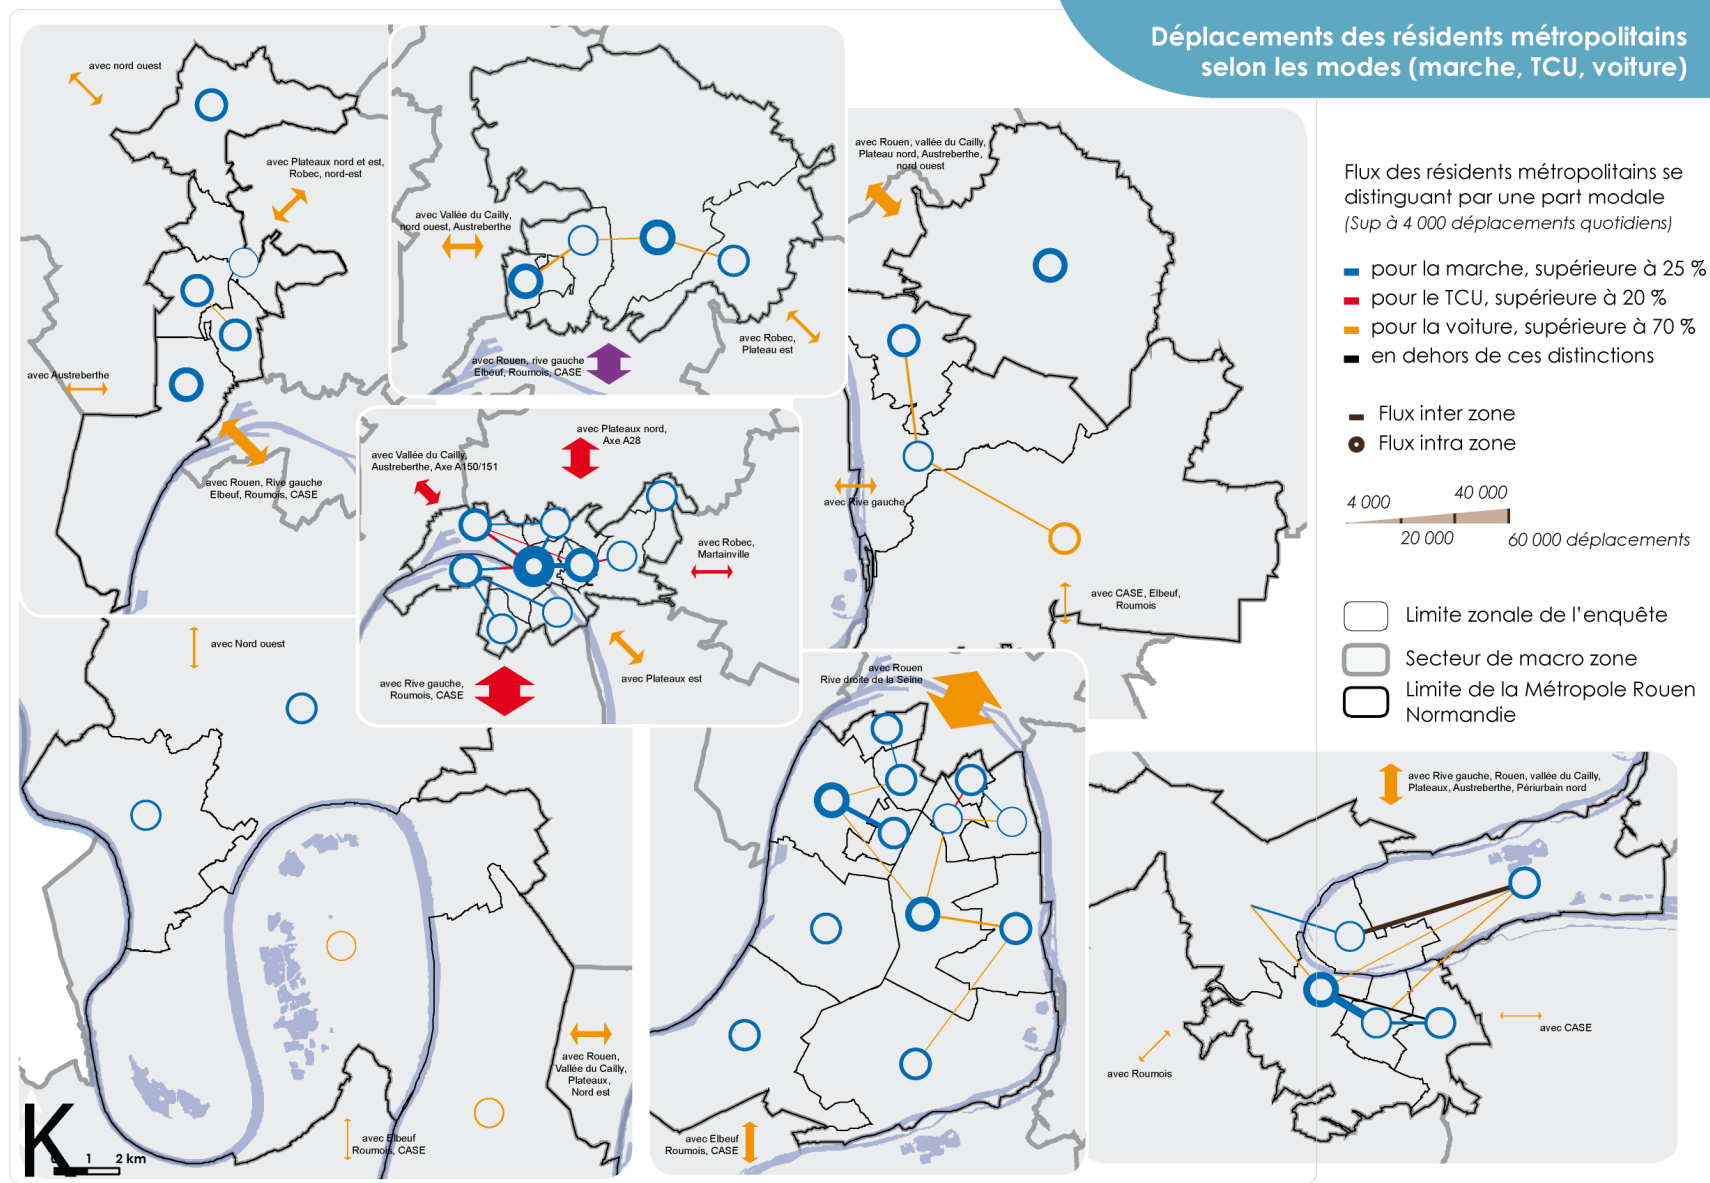 Déplacements des résidents métropolitains
selon les modes (marche, TCU, voiture)
avec nord ouest
avec Plateaux nord et est,
Robec, nord-est
avec Austreberthe
avec Rouen, Rive gauche
Elbeuf, Roumois, CASE
avec Vallée du Cailly,
nord ouest, Austreberthe
avec Rouen, rive gauche
Elbeuf, Roumois, CASE
avec Robec,
Plateau est
avec Rouen, vallée du Cailly,
Plateau nord, Austreberthe,
nord ouest
avec Rive gauche
avec CASE, Elbeuf,
Roumois
avec Plateaux nord,
Axe A28
avec Vallée du Cailly,
Austreberthe, Axe A150/151
avec Robec,
Martainville
avec Plateaux est
avec Rive gauche,
Roumois, CASE
avec Nord ouest
avec Rouen,
Vallée du Cailly,
Plateaux,
Nord est
avec Elbeuf
Roumois, CASE
K
0 1 2 km
avec Rouen
Rive droite de la Seine
avec Elbeuf
Roumois, CASE
avec Rive gauche, Rouen, vallée du Cailly,
Plateaux, Austreberthe, Périurbain nord
avec CASE
avec Roumois
Flux des résidents métropolitains se
distinguant par une part modale
(Sup à 4 000 déplacements quotidiens)
pour la marche, supérieure à 25 %
pour le TCU, supérieure à 20 %
pour la voiture, supérieure à 70 %
en dehors de ces distinctions
Flux inter zone
Flux intra zone
4 000
40 000
20 000
60 000 déplacements
Limite zonale de l'enquête
Secteur de macro zone
Limite de la Métropole Rouen
Normandie